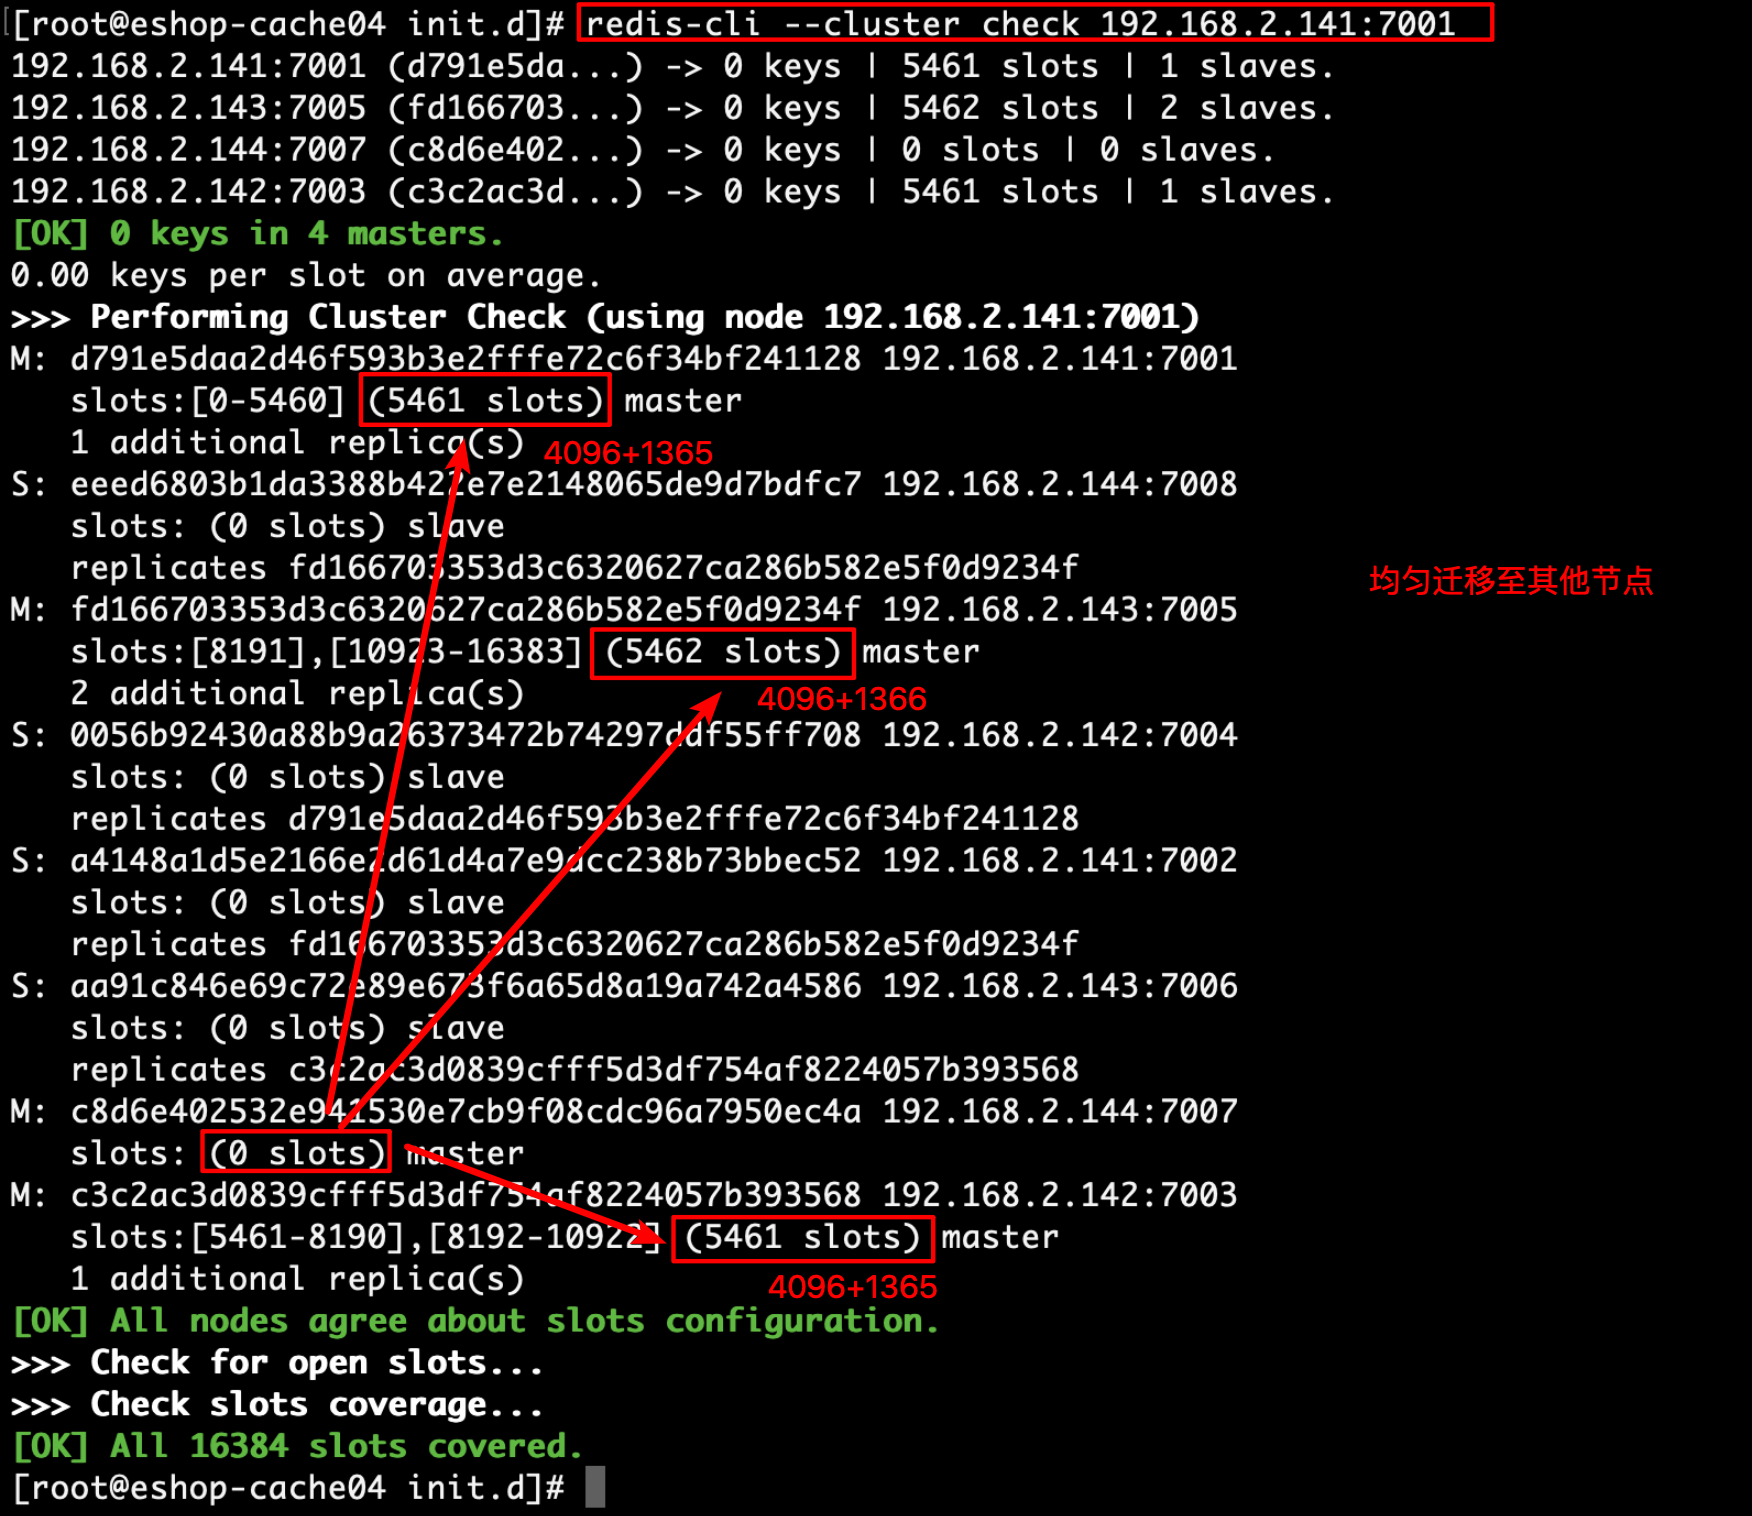 [root@eshop-cache04 init.d]# redis-cli --cluster check 192.168.2.141:7001
192.168.2.141:7001 (d791e5da...) -> 0 keys | 5461 slots | 1 slaves.
192.168.2.143:7005 (fd166703...) -> 0 keys | 5462 slots | 2 slaves.
192.168.2.144:7007 (c8d6e402...) -> 0 keys | 0 slots | 0 slaves.
192.168.2.142:7003 (c3c2ac3d...) -> 0 keys | 5461 slots | 1 slaves.
[OK] 0 keys in 4 masters.
0.00 keys per slot on average.
>>> Performing Cluster Check (using node 192.168.2.141:7001)
M: d791e5daa2d46f593b3e2fffe72c6f34bf241128 192.168.2.141:7001
slots:[0-5460] (5461 slots) master
1 additional replica(s)
4096+1365
S: eeed6803b1da3388b422e7e2148065de9d7bdfc7 192.168.2.144:7008
slots: (0 slots) slave
replicates fd166703353d3c6320627ca286b582e5f0d9234f
均匀迁移至其他节点
M: fd166703353d3c6320627ca286b582e5f0d9234f 192.168.2.143:7005
slots:[8191],[10923-16383] (5462 slots) master
2 additional replica(s)
4096+1366
S: 0056b92430a88b9a26373472b74297ddf55ff708 192.168.2.142:7004
slots: (0 slots) slave
replicates d791e5daa2d46f593b3e2fffe72c6f34bf241128
S: a4148a1d5e2166e2d61d4a7e9dcc238b73bbec52 192.168.2.141:7002
slots: (0 slots) slave
replicates fd166703353d3c6320627ca286b582e5f0d9234f
S: aa91c846e69c72e89e673f6a65d8a19a742a4586 192.168.2.143:7006
slots: (0 slots) slave
replicates c3c2ac3d0839cfff5d3df754af8224057b393568
M: c8d6e402532e941530e7cb9f08cdc96a7950ec4a 192.168.2.144:7007
slots: (0 slots) master
M: c3c2ac3d0839cfff5d3df754af8224057b393568 192.168.2.142:7003
slots:[5461-8190],[8192-10922] (5461 slots) master
1 additional replica(s)
4096+1365
[OK] All nodes agree about slots configuration.
>>> Check for open slots...
>>> Check slots coverage...
[OK] All 16384 slots covered.
[root@eshop-cache04 init.d]#